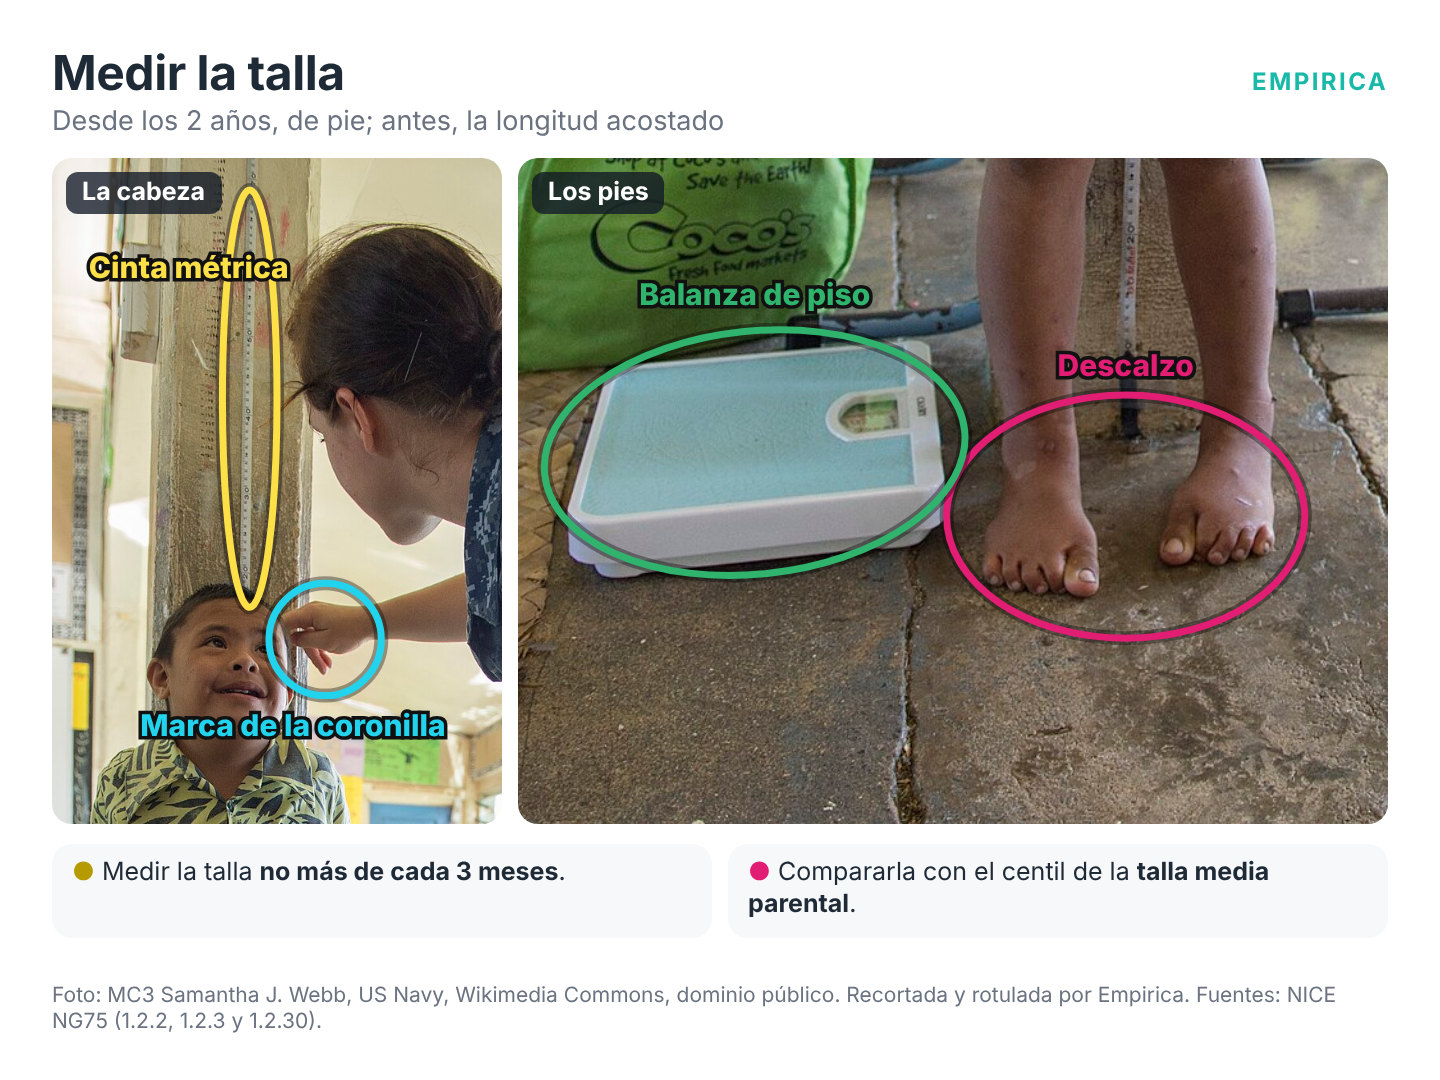 Medir la talla
EMPIRICA
Desde los 2 años, de pie; antes, la longitud acostado
La cabeza
Cinta métrica
Marca de la coronilla
Los pies
Save the Earth!
Coco's
Fresh Food markets
Balanza de piso
Descalzo
Medir la talla no más de cada 3 meses.
Compararla con el centil de la talla media
parental.
Foto: MC3 Samantha J. Webb, US Navy, Wikimedia Commons, dominio público. Recortada y rotulada por Empirica. Fuentes: NICE
NG75 (1.2.2, 1.2.3 y 1.2.30).